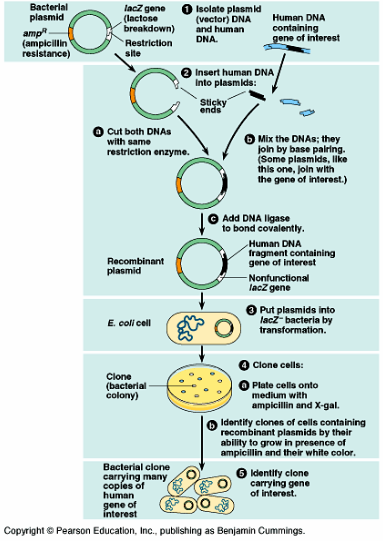 Bacterial
plasmid
ampR
(ampicillin
resistance)
lacZ gene
(lactose
breakdown)
Restriction
site
1 Isolate plasmid
(vector) DNA
and human
DNA.
Human DNA
containing
gene of interest
2 Insert human DNA
into plasmids:
Sticky
ends
a Cut both DNAs
with same
restriction enzyme.
b Mix the DNAs; they
join by base pairing.
(Some plasmids, like
this one, join with
the gene of interest.)
c Add DNA ligase
to bond covalently.
Recombinant
plasmid
Human DNA
fragment containing
gene of interest
Nonfunctional
lacZ gene
E. coli cell
3 Put plasmids into
lacZ– bacteria by
transformation.
Clone
(bacterial
colony)
4 Clone cells:
a Plate cells onto
medium with
ampicillin and X-gal.
b Identify clones of cells containing
recombinant plasmids by their
ability to grow in presence of
ampicillin and their white color.
Bacterial clone
carrying many
copies of
human
gene of
interest
5 Identify clone
carrying gene
of interest.
Copyright © Pearson Education, Inc., publishing as Benjamin Cummings.